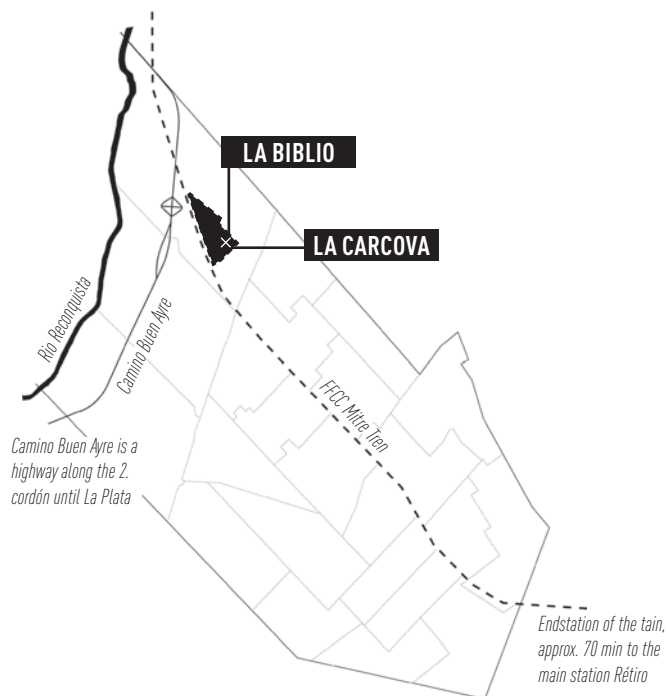 LA BIBLIO
LA CARCOVA
Rio Reconquista
Camino Buen Ayre
FFCC Mitre Tren
Camino Buen Ayre is a
highway along the 2.
cordón until La Plata
Endstation of the tain,
approx. 70 min to the
main station Rétiro